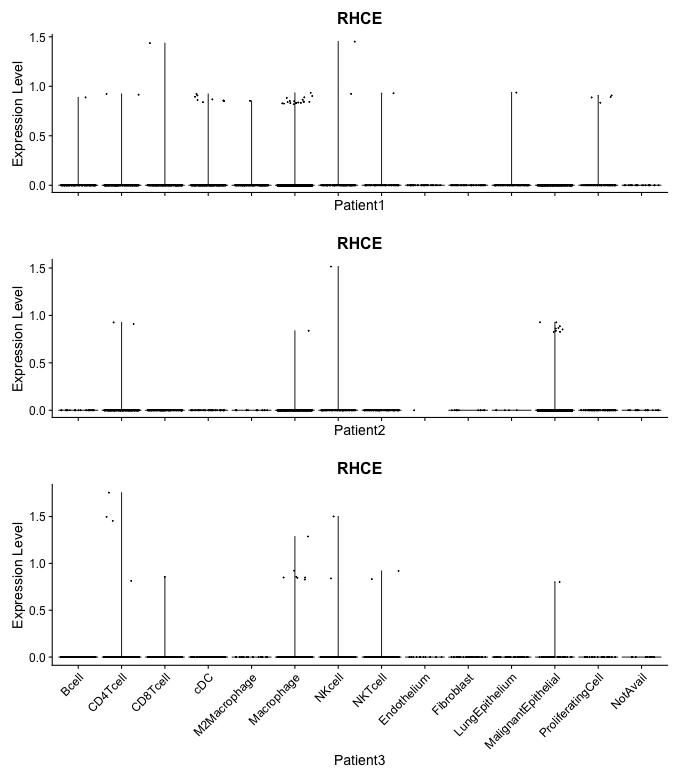 RHCE
Expression Level
1.5
1.0
0.5
0.0
Patient1
RHCE
Expression Level
1.5
1.0
0.5
0.0
Patient2
RHCE
Expression Level
1.5
1.0
0.5
0.0
Bcell
CD4Tcell
CD8Tcell
cDC
M2Macrophage
Macrophage
NKcell
NKTcell
Endothelium
Fibroblast
LungEpithelium
MalignantEpithelial
ProliferatingCell
NotAvail
Patient3